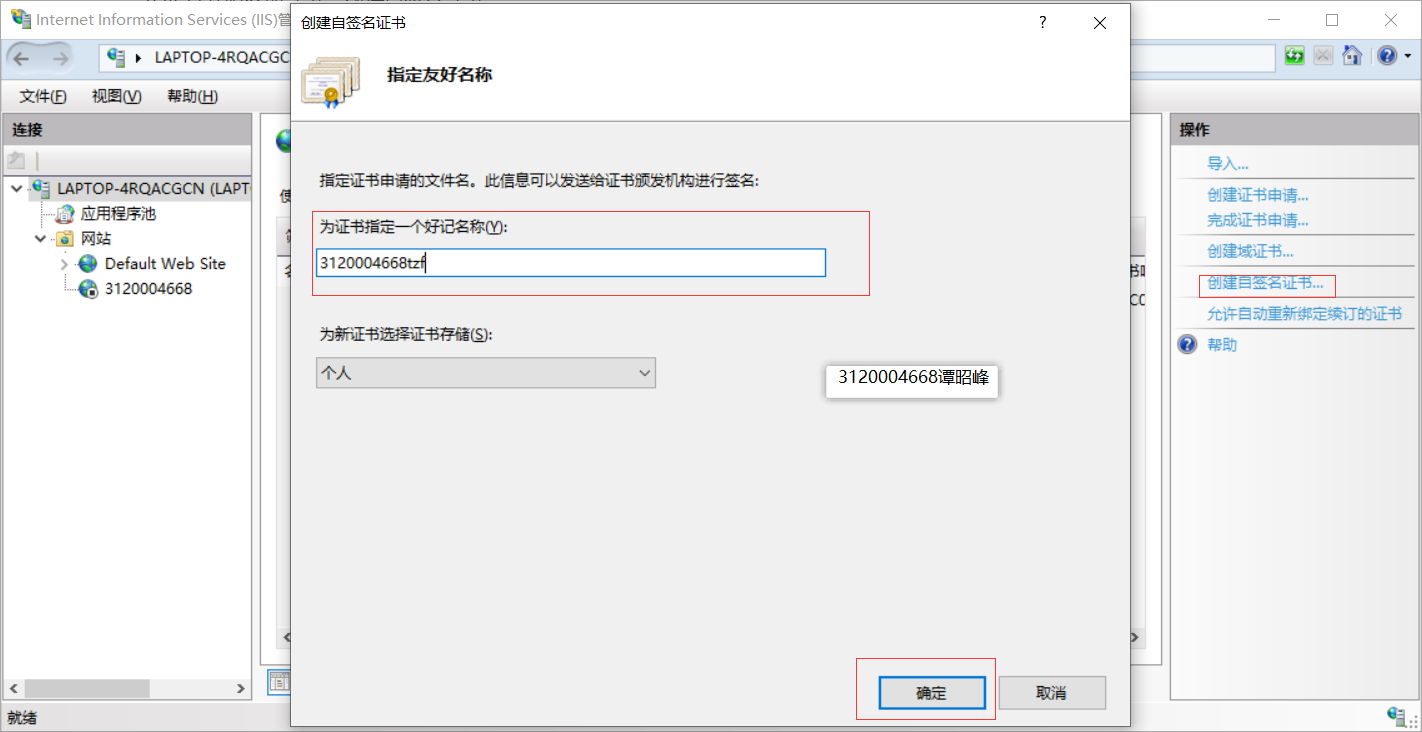 Internet Information Services (IIS)管
创建自签名证书
?
LAPTOP-4RQACGC
指定友好名称
文件(F) 视图(V) 帮助(H)
连接
操作
导入...
指定证书申请的文件名。此信息可以发送给证书颁发机构进行签名:
LAPTOP-4RQACGCN (LAPT
创建证书申请...
应用程序池
完成证书申请...
为证书指定一个好记名称(Y):
网站
创建域证书...
3120004668tzf
Default Web Site
创建自签名证书...
3120004668
允许自动重新绑定续订的证书
为新证书选择证书存储(S):
帮助
个人
3120004668谭昭峰
确定
取消
就绪